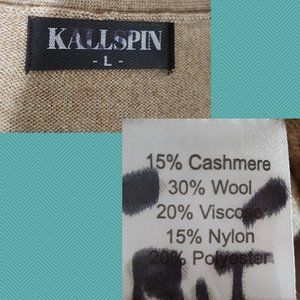 KALLSPIN
- L -
15% Cashmere
30% Wool
20% Viscose
15% Nylon
20% Polyester